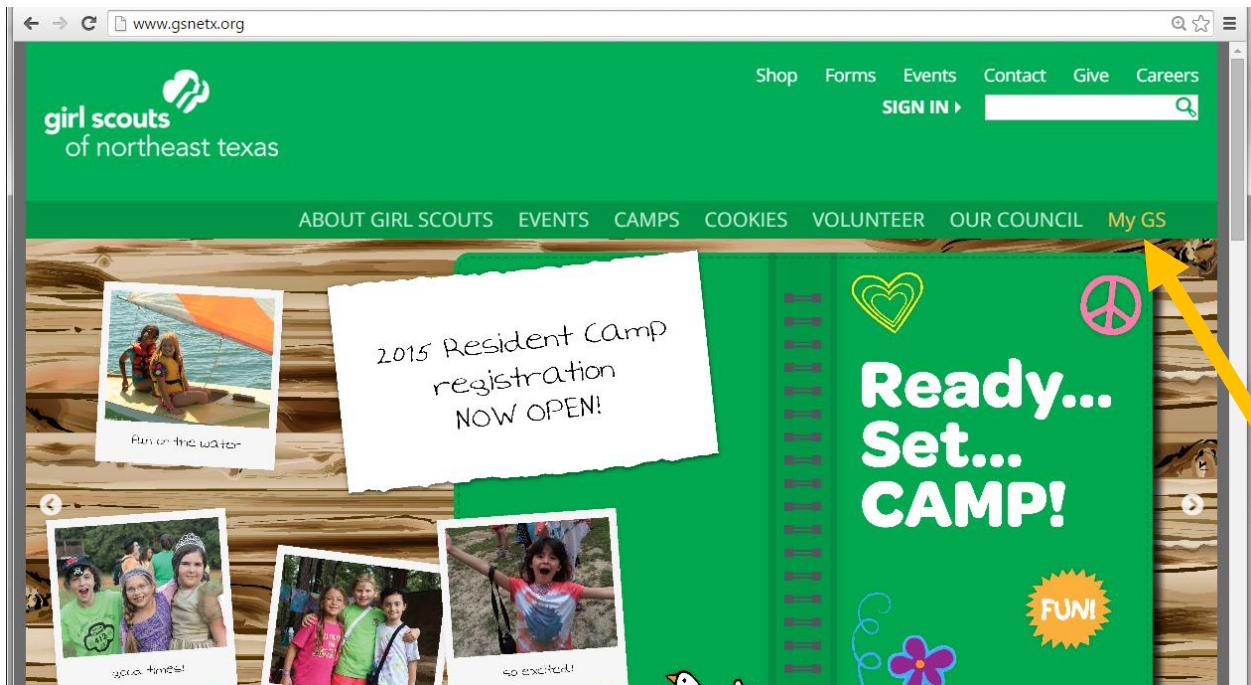 www.gsnetx.org
Shop Forms Events Contact Give Careers
SIGN IN
girl scouts
of northeast texas
ABOUT GIRL SCOUTS EVENTS CAMPS COOKIES VOLUNTEER OUR COUNCIL My GS
2015 Resident Camp
registration
NOW OPEN!
Ready...
Set...
CAMP!
fun on the water
FUN!
good times!
so excited!